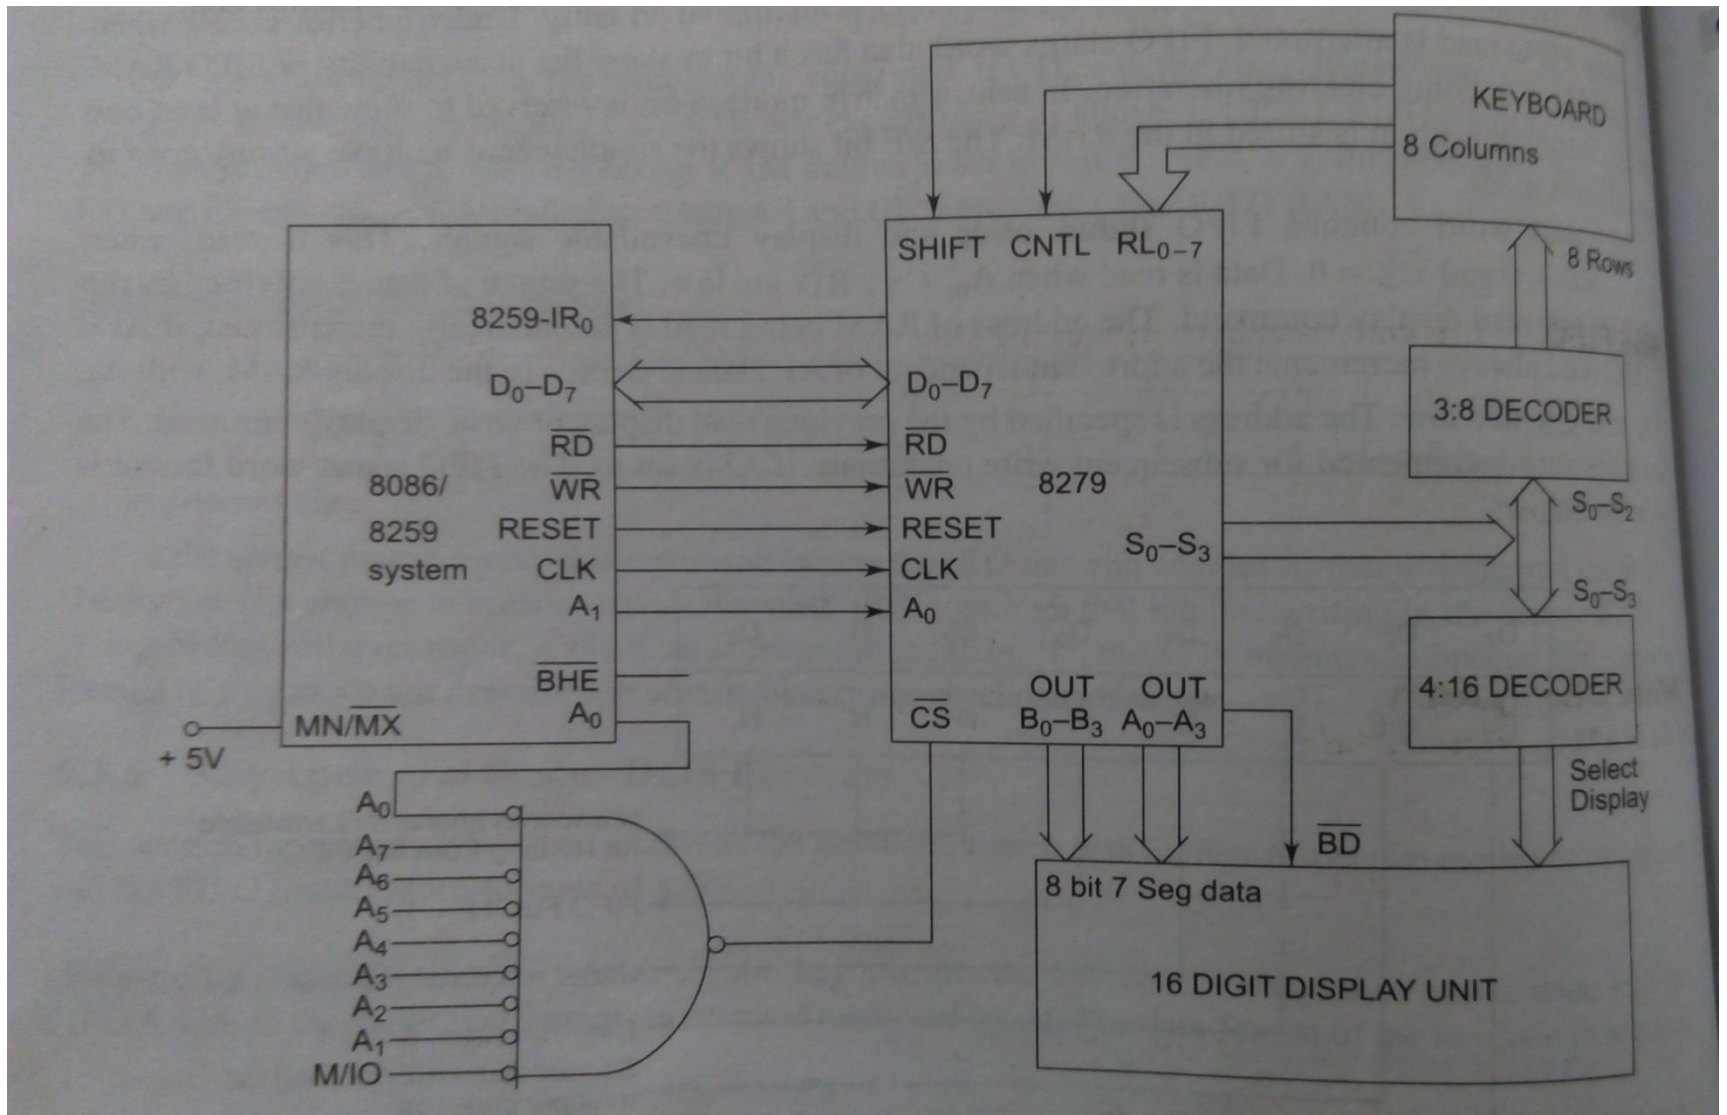 KEYBOARD
8 Columns
8 Rows
SHIFT CNTL RL0–7
8259-IR0
D0–D7
D0–D7
3:8 DECODER
RD
RD
8086/
WR
WR
8279
S0–S2
8259
RESET
RESET
S0–S3
system
CLK
CLK
S0–S3
A1
A0
BHE
OUT
OUT
4:16 DECODER
A0
CS
B0–B3
A0–A3
MN/MX
+ 5V
Select
Display
A0
A7
BD
A6
8 bit 7 Seg data
A5
A4
A3
16 DIGIT DISPLAY UNIT
A2
A1
M/IO